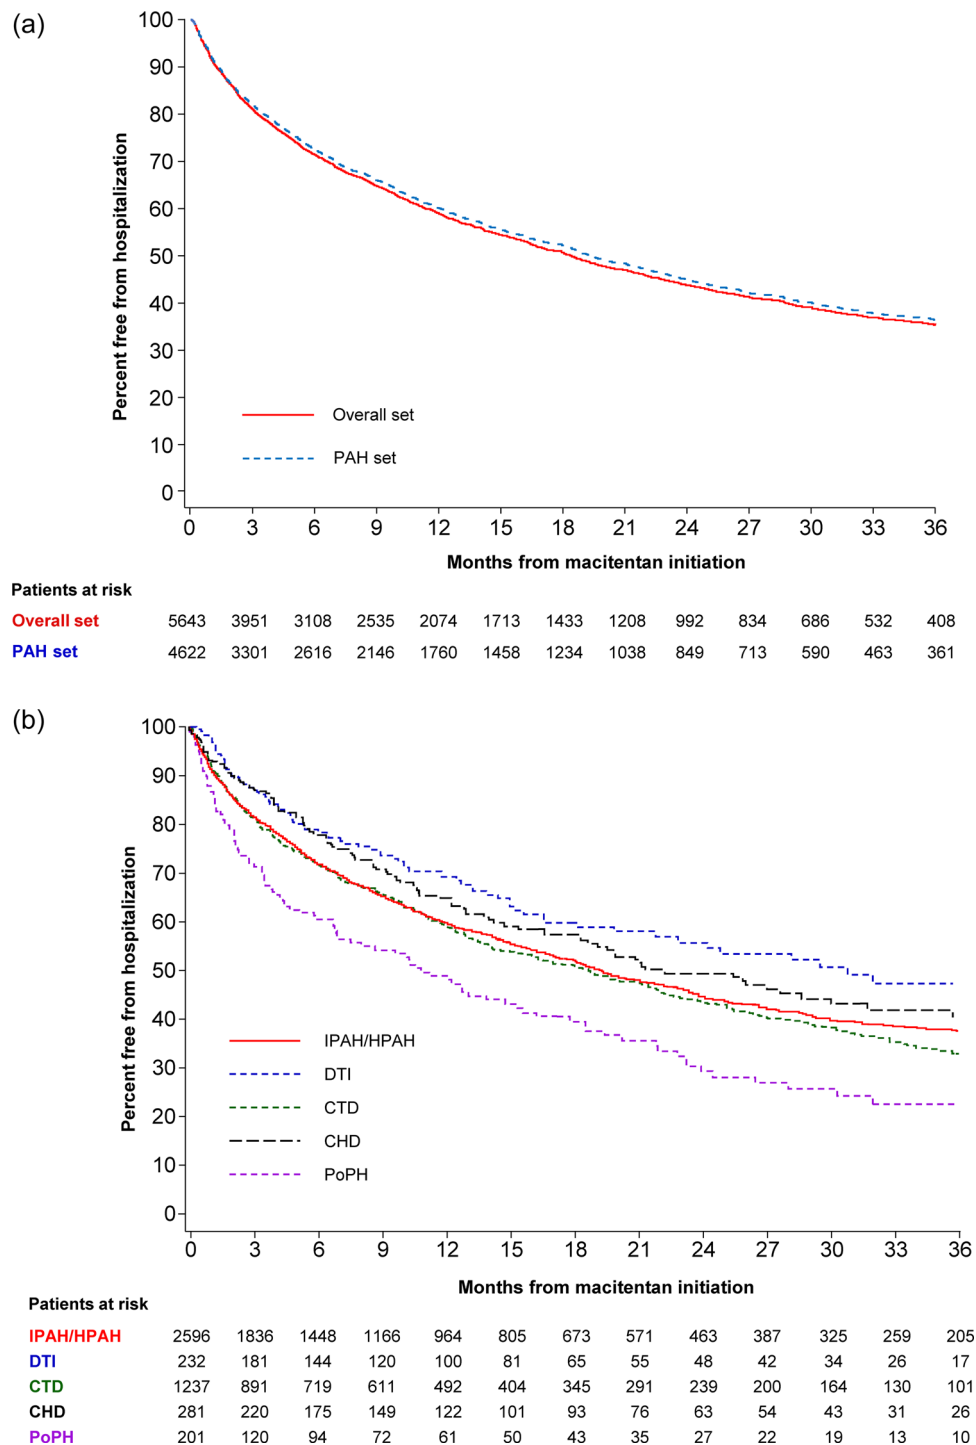 (a)
Percent free from hospitalization
100
90
80
70
60
50
40
30
20
10
0
Overall set
PAH set
0 3 6 9 12 15 18 21 24 27 30 33 36
Months from macitentan initiation
Patients at risk
Overall set 5643 3951 3108 2535 2074 1713 1433 1208 992 834 686 532 408
PAH set 4622 3301 2616 2146 1760 1458 1234 1038 849 713 590 463 361
(b)
Percent free from hospitalization
100
90
80
70
60
50
40
30
20
10
0
IPAH/HPAH
DTI
CTD
CHD
PoPH
0 3 6 9 12 15 18 21 24 27 30 33 36
Months from macitentan initiation
Patients at risk
IPAH/HPAH 2596 1836 1448 1166 964 805 673 571 463 387 325 259 205
DTI 232 181 144 120 100 81 65 55 48 42 34 26 17
CTD 1237 891 719 611 492 404 345 291 239 200 164 130 101
CHD 281 220 175 149 122 101 93 76 63 54 43 31 26
PoPH 201 120 94 72 61 50 43 35 27 22 19 13 10